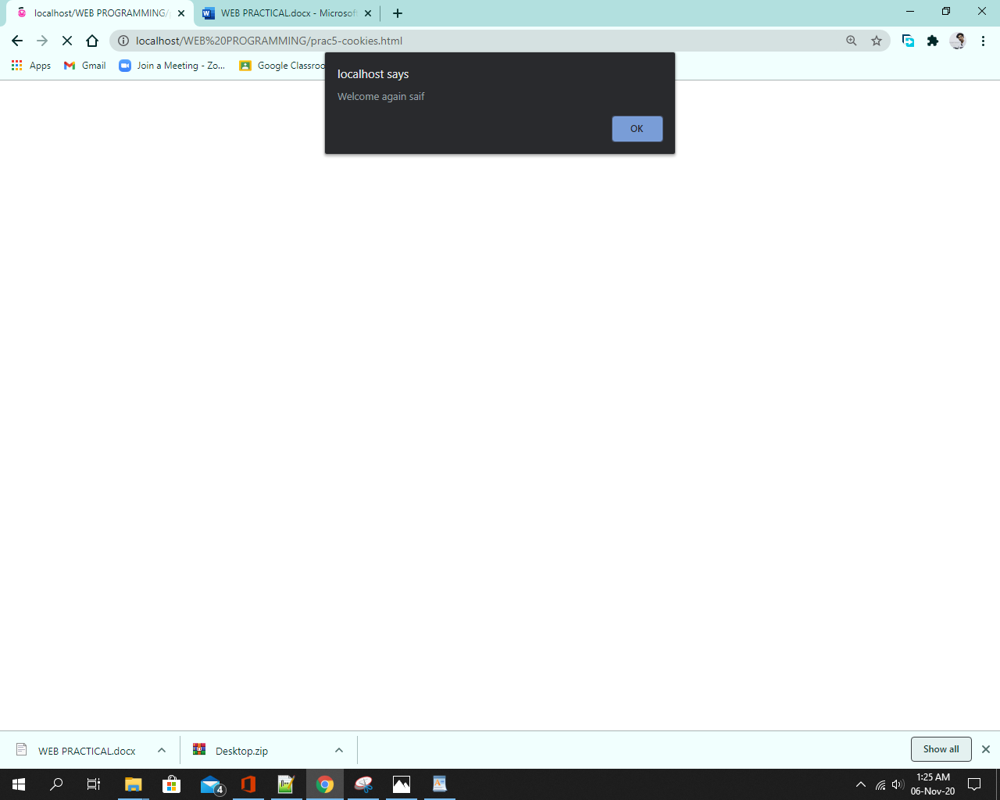 localhost/WEB PROGRAMMING/
WEB PRACTICAL.docx - Microsoft
localhost/WEB%20PROGRAMMING/prac5-cookies.html
Apps
Gmail
Join a Meeting - Zo...
Google Classroo
localhost says
Welcome again saif
OK
WEB PRACTICAL.docx
Desktop.zip
Show all
4
1:25 AM
06-Nov-20